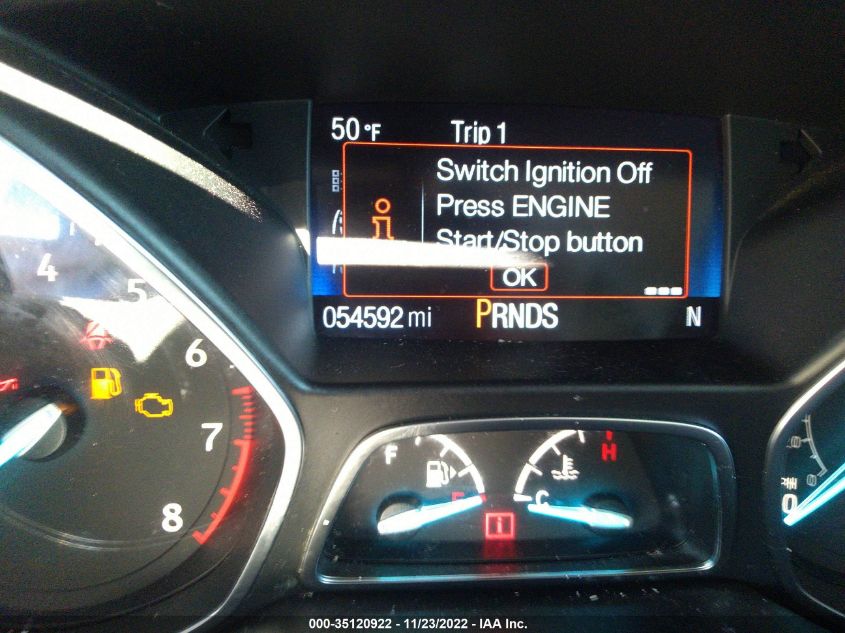 50 °F Trip 1
Switch Ignition Off
Press ENGINE
Start/Stop button
OK
054592 mi PRNDS N
4
5
6
7
8
F
E
C
H
0
000-35120922 - 11/23/2022 - IAA Inc.